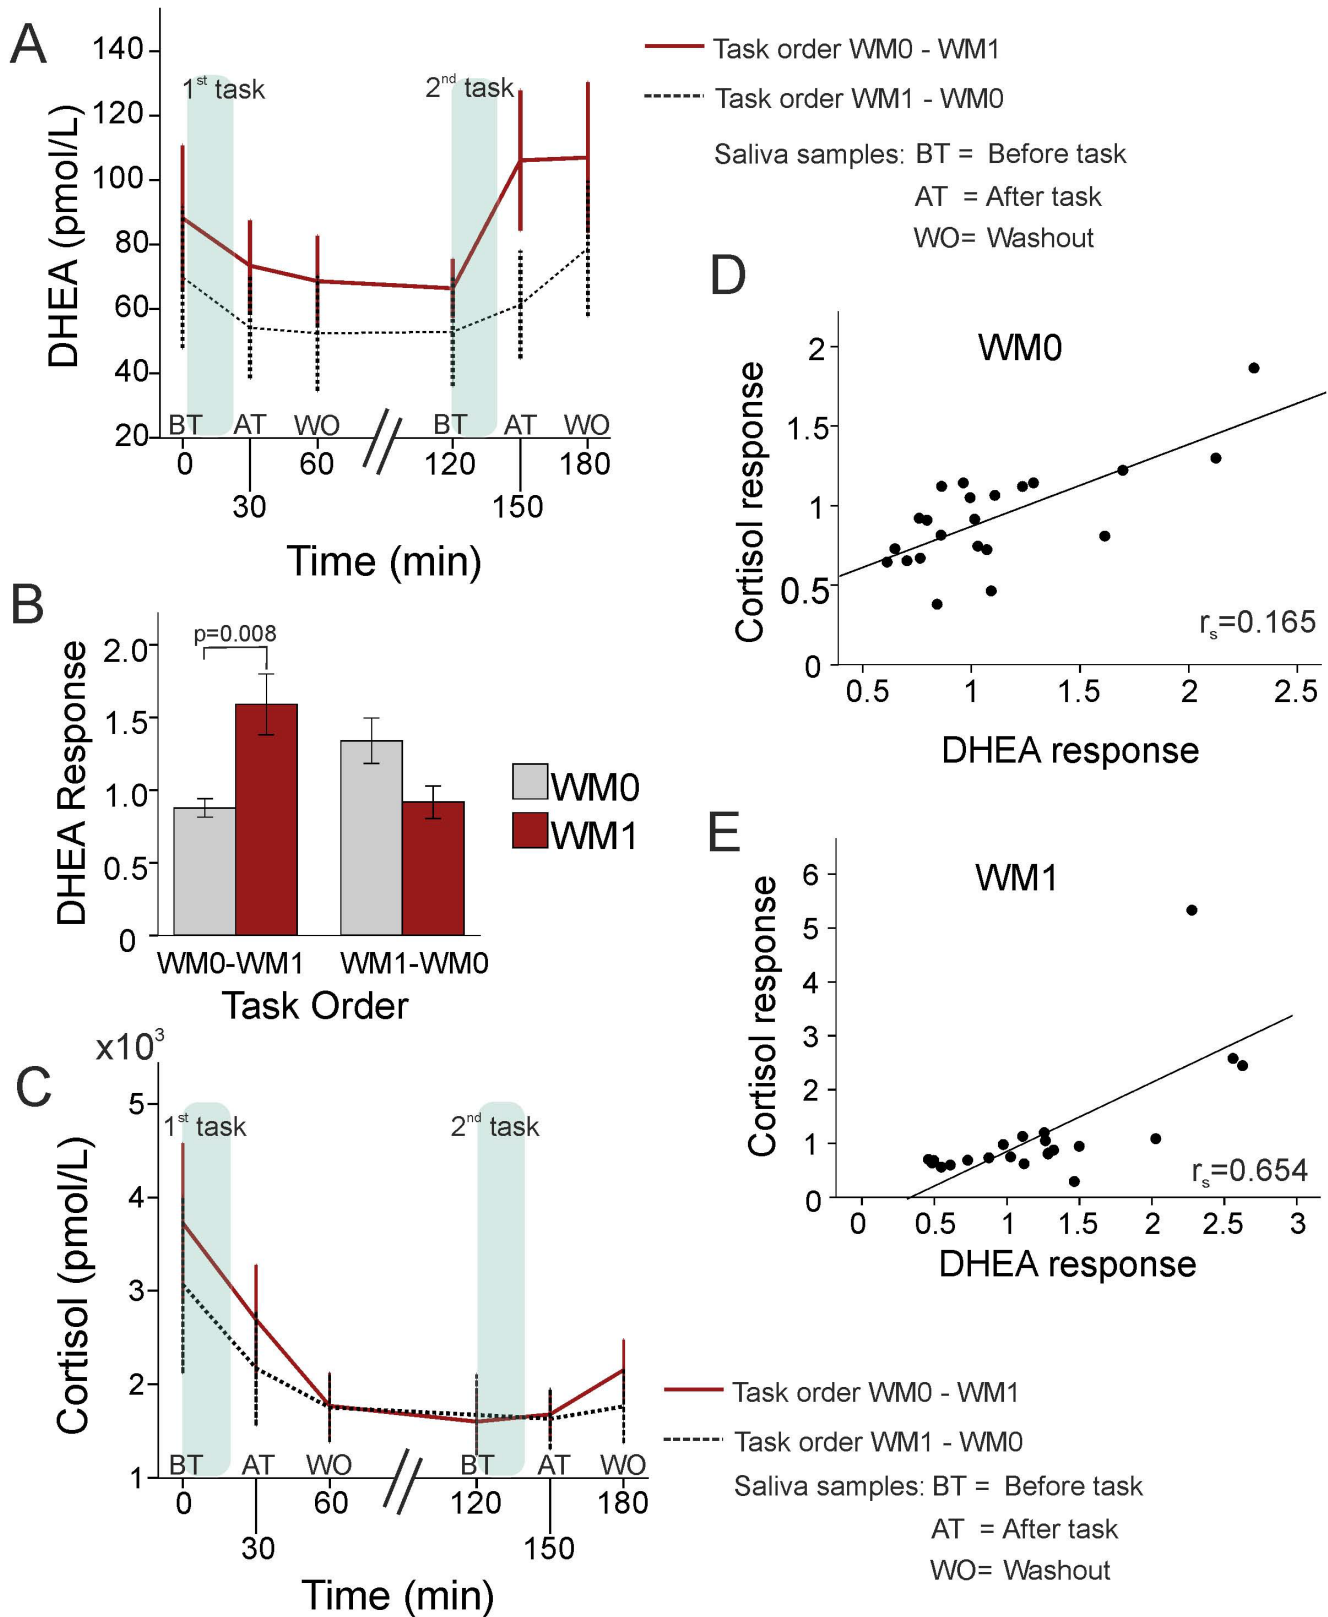 A
DHEA (pmol/L)
140
120
100
80
60
40
20
1st task
2nd task
BT
AT
WO
BT
AT
WO
0
60
120
180
30
150
Time (min)
Task order WM0 - WM1
Task order WM1 - WM0
Saliva samples: BT = Before task
AT = After task
WO= Washout
B
DHEA Response
2.0
1.5
1.0
0.5
0
p=0.008
WM0-WM1
WM1-WM0
Task Order
WM0
WM1
C
x10³
Cortisol (pmol/L)
5
4
3
2
1
1st task
2nd task
BT
AT
WO
BT
AT
WO
0
60
120
180
30
150
Time (min)
D
WM0
Cortisol response
2
1.5
1
0.5
0
rs=0.165
0.5
1
1.5
2
2.5
DHEA response
E
WM1
Cortisol response
6
5
4
3
2
1
0
rs=0.654
0
0.5
1
1.5
2
2.5
3
DHEA response
Task order WM0 - WM1
Task order WM1 - WM0
Saliva samples: BT = Before task
AT = After task
WO= Washout